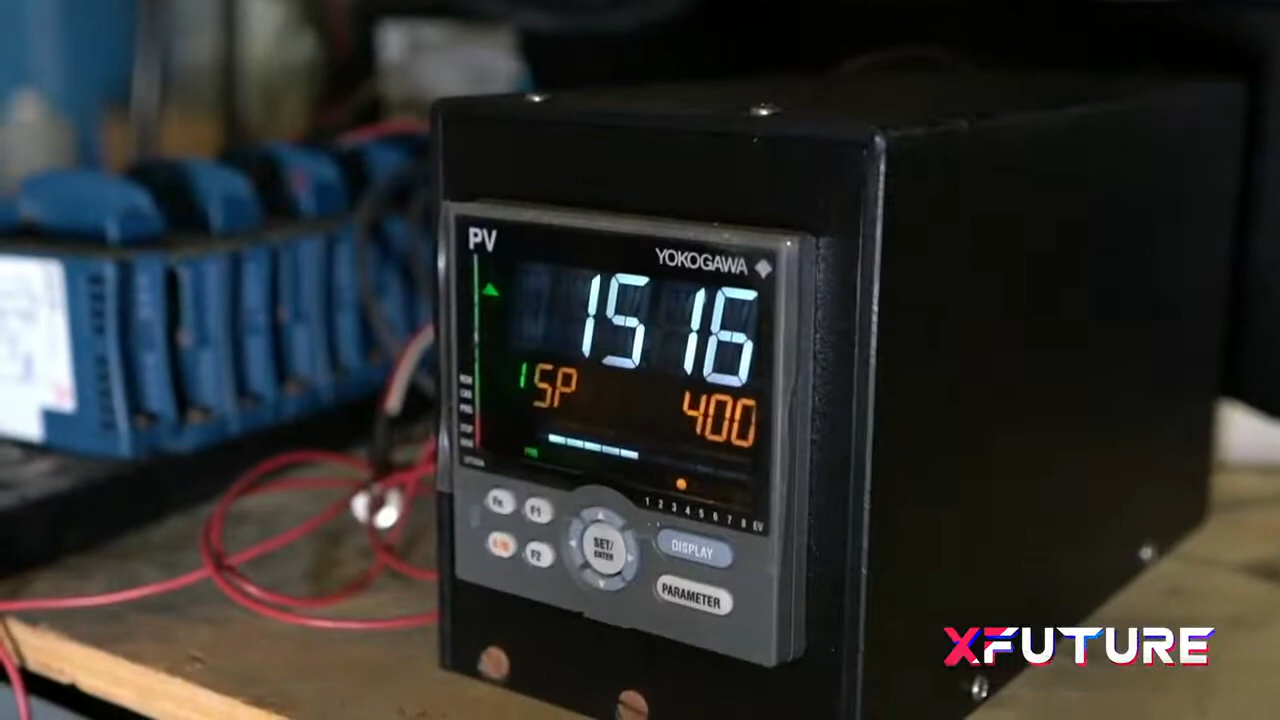 PV
YOKOGAWA
1516
1 SP 400
1 2 3 4 5 6 7 8 EV
Fn F1
A/M F2
SET/
ENTER
DISPLAY
PARAMETER
XFUTURE